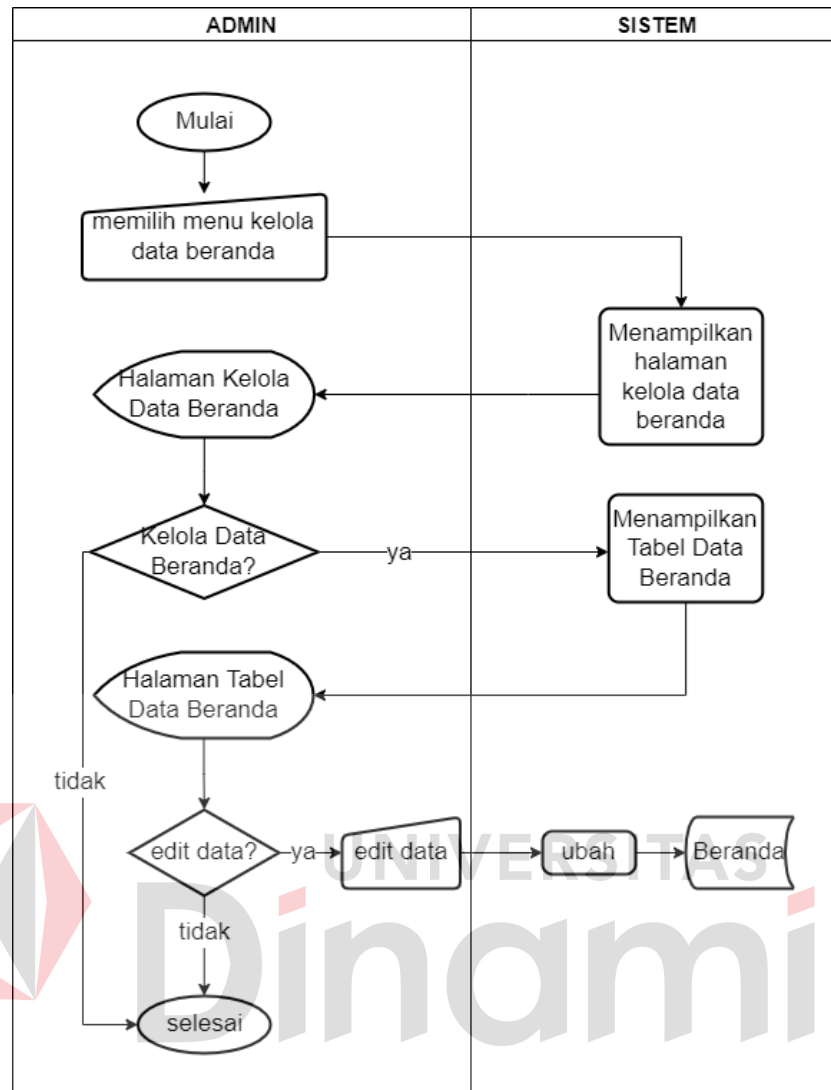 ADMIN
SISTEM
Mulai
memilih menu kelola
data beranda
Menampilkan
halaman
kelola data
beranda
Halaman Kelola
Data Beranda
Kelola Data
Beranda?
ya
Menampilkan
Tabel Data
Beranda
Halaman Tabel
Data Beranda
tidak
edit data?
ya
edit data
ubah
Beranda
tidak
selesai
UNIVERSITAS
Dinami